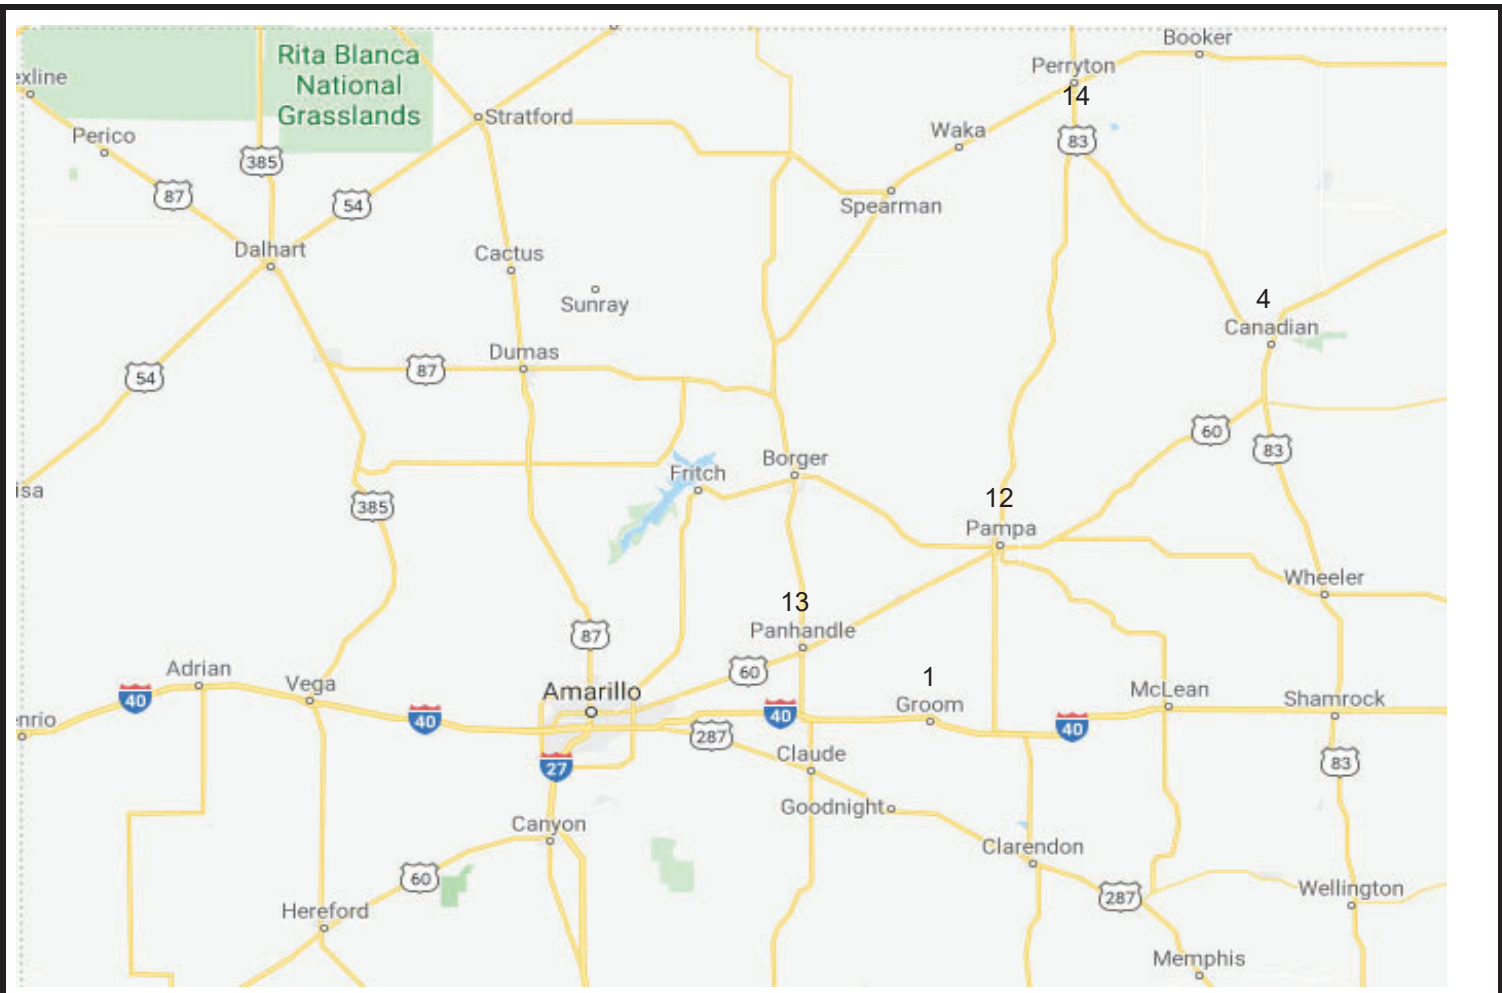 Booker
Rita Blanca
National
Grasslands
exline
Perryton
14
Stratford
Perico
Waka
83
385
87
54
Spearman
Dalhart
Cactus
Sunray
4
Canadian
Dumas
87
54
60
83
Borger
Fritch
isa
385
12
Pampa
Wheeler
13
Panhandle
87
Adrian
Vega
60
1
Groom
McLean
Shamrock
Amarillo
40
40
40
40
enrio
287
Claude
83
27
Goodnight
Canyon
Clarendon
60
287
Wellington
Hereford
Memphis